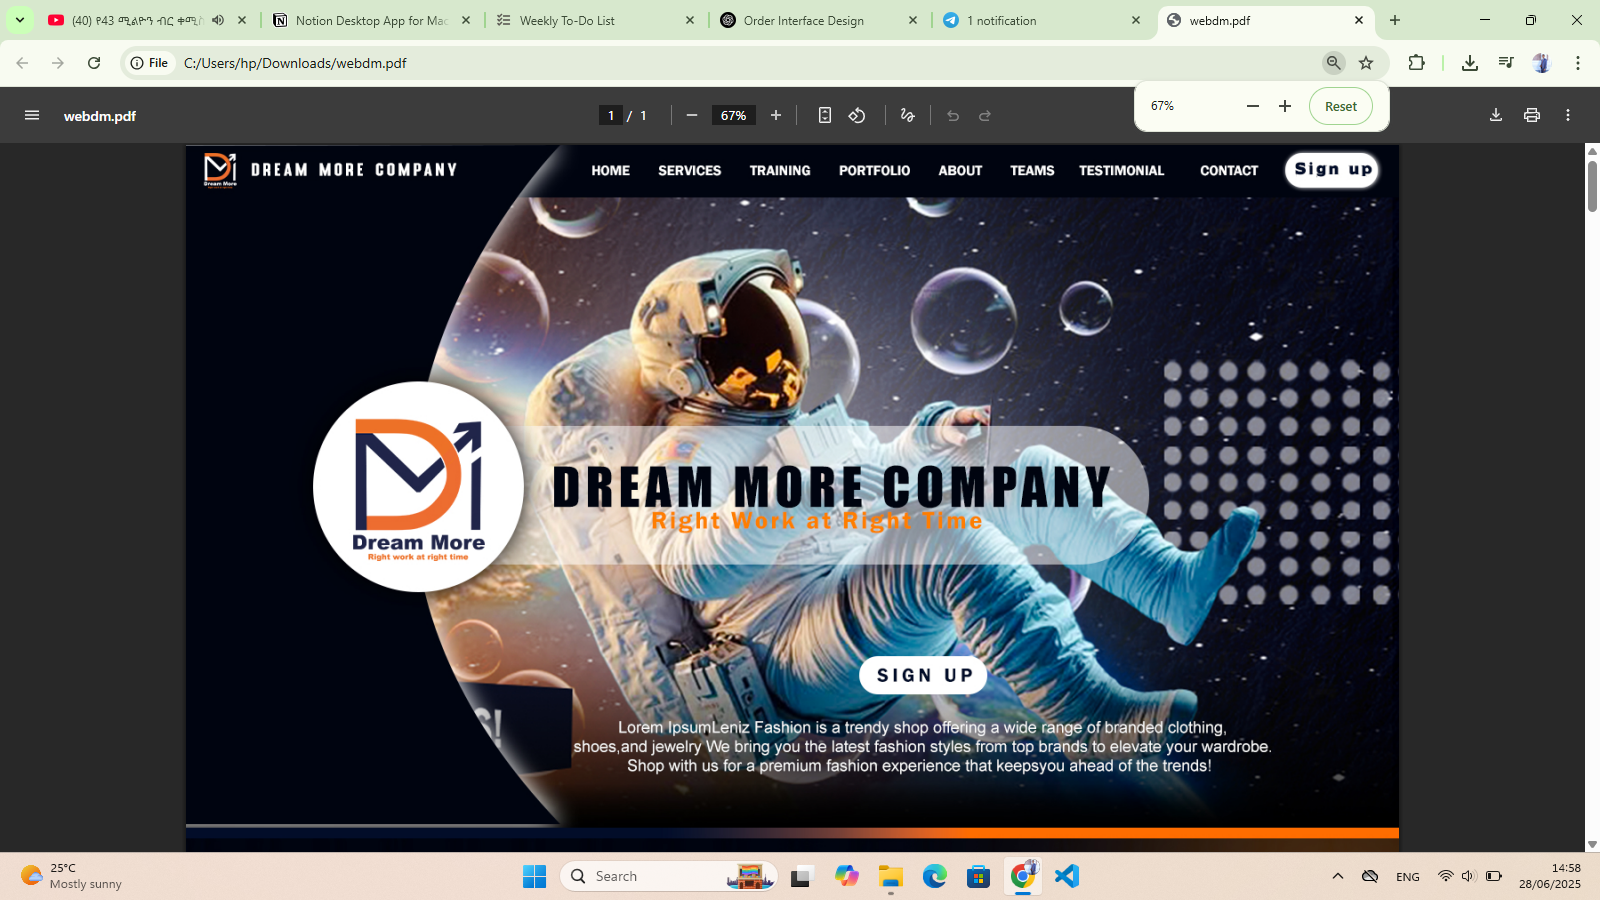 (40) የ43 ሚልዮን ብር ቀሚስ
Notion Desktop App for Mac
Weekly To-Do List
Order Interface Design
1 notification
webdm.pdf
File
C:/Users/hp/Downloads/webdm.pdf
67%
Reset
webdm.pdf
1 / 1
67%
Dream More
DREAM MORE COMPANY
HOME
SERVICES
TRAINING
PORTFOLIO
ABOUT
TEAMS
TESTIMONIAL
CONTACT
Sign up
Dream More
Right work at right time
DREAM MORE COMPANY
Right Work at Right Time
SIGN UP
S!
Lorem IpsumLeniz Fashion is a trendy shop offering a wide range of branded clothing,
shoes,and jewelry We bring you the latest fashion styles from top brands to elevate your wardrobe.
Shop with us for a premium fashion experience that keepsyou ahead of the trends!
25°C
Mostly sunny
Search
ENG
14:58
28/06/2025